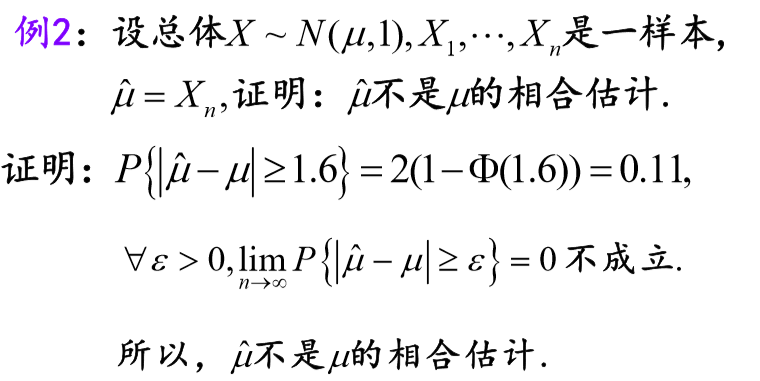 例2：设总体X ~ N(μ,1), X₁,⋯,Xₙ是一样本，
μ̂ = Xₙ,证明：μ̂不是μ的相合估计.
证明：P{|μ̂ − μ| ≥ 1.6} = 2(1 − Φ(1.6)) = 0.11,
∀ε > 0, lim_{n→∞} P{|μ̂ − μ| ≥ ε} = 0 不成立.
所以，μ̂不是μ的相合估计.